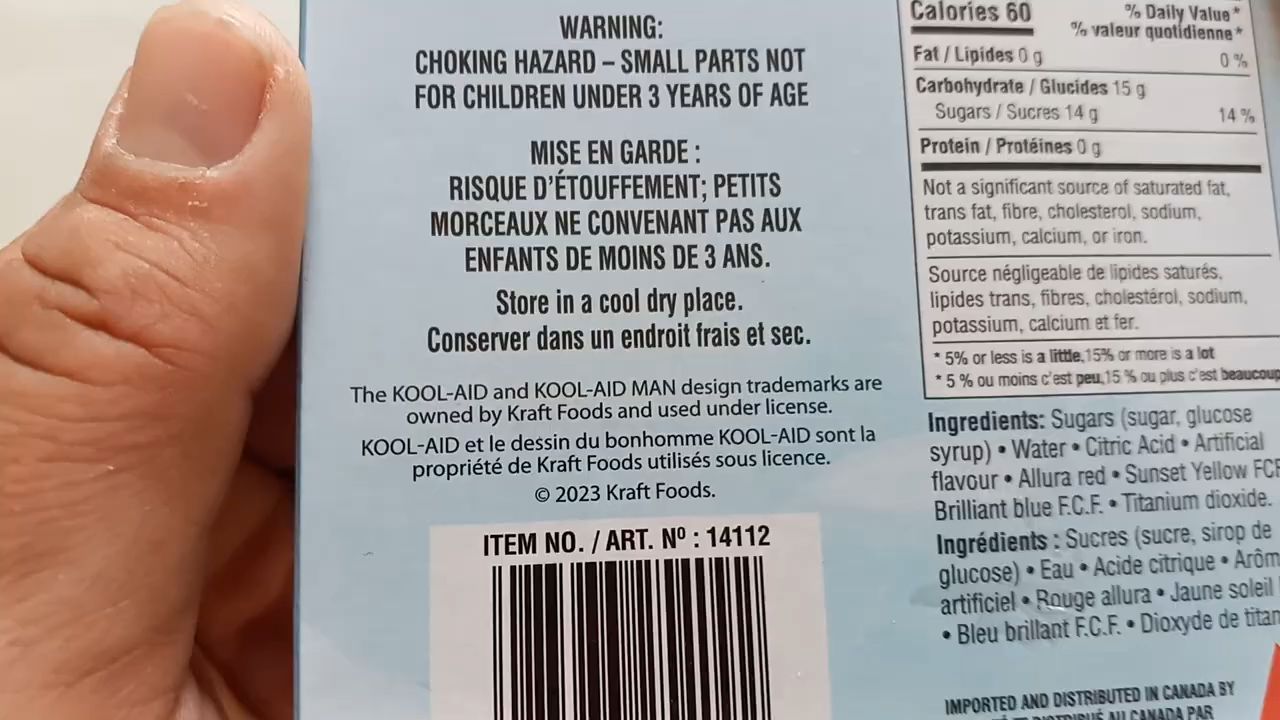 WARNING:
CHOKING HAZARD – SMALL PARTS NOT
FOR CHILDREN UNDER 3 YEARS OF AGE
MISE EN GARDE :
RISQUE D'ÉTOUFFEMENT; PETITS
MORCEAUX NE CONVENANT PAS AUX
ENFANTS DE MOINS DE 3 ANS.
Store in a cool dry place.
Conserver dans un endroit frais et sec.
The KOOL-AID and KOOL-AID MAN design trademarks are
owned by Kraft Foods and used under license.
KOOL-AID et le dessin du bonhomme KOOL-AID sont la
propriété de Kraft Foods utilisés sous licence.
© 2023 Kraft Foods.
ITEM NO. / ART. Nº : 14112
Calories 60
% Daily Value*
% valeur quotidienne*
Fat / Lipides 0 g 0 %
Carbohydrate / Glucides 15 g
Sugars / Sucres 14 g 14 %
Protein / Protéines 0 g
Not a significant source of saturated fat,
trans fat, fibre, cholesterol, sodium,
potassium, calcium, or iron.
Source négligeable de lipides saturés,
lipides trans, fibres, cholestérol, sodium,
potassium, calcium et fer.
* 5% or less is a little, 15% or more is a lot
* 5 % ou moins c'est peu, 15 % ou plus c'est beaucoup
Ingredients: Sugars (sugar, glucose
syrup) • Water • Citric Acid • Artificial
flavour • Allura red • Sunset Yellow FCF
Brilliant blue F.C.F. • Titanium dioxide.
Ingrédients : Sucres (sucre, sirop de
glucose) • Eau • Acide citrique • Arôm
artificiel • Rouge allura • Jaune soleil
• Bleu brillant F.C.F. • Dioxyde de titan
IMPORTED AND DISTRIBUTED IN CANADA BY
AU CANADA PAR